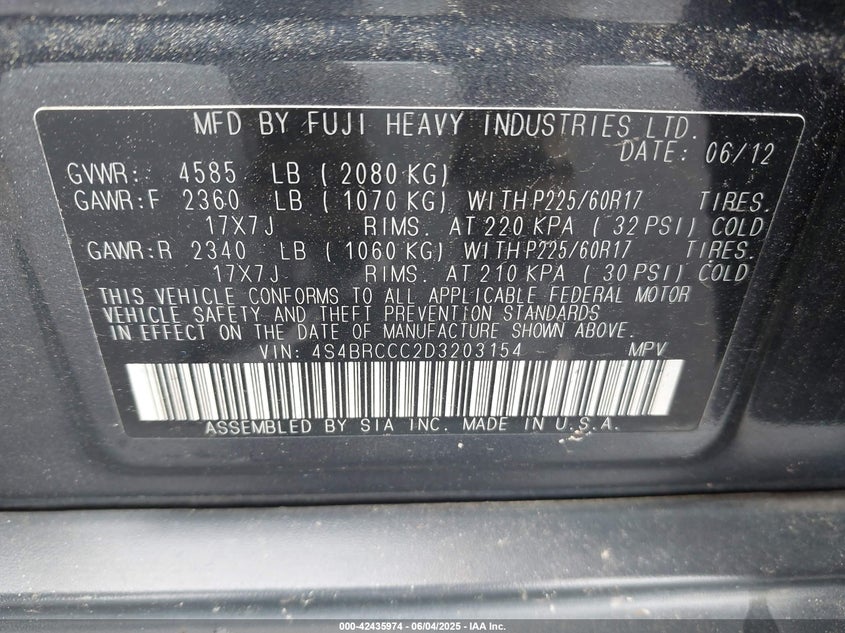 MFD BY FUJI HEAVY INDUSTRIES LTD.
DATE: 06/12
GVWR: 4585 LB ( 2080 KG)
GAWR:F 2360 LB ( 1070 KG) WITH P225/60R17 TIRES.
17X7J RIMS. AT 220 KPA ( 32 PSI) COLD
GAWR:R 2340 LB ( 1060 KG) WITH P225/60R17 TIRES.
17X7J RIMS. AT 210 KPA ( 30 PSI) COLD
THIS VEHICLE CONFORMS TO ALL APPLICABLE FEDERAL MOTOR
VEHICLE SAFETY AND THEFT PREVENTION STANDARDS
IN EFFECT ON THE DATE OF MANUFACTURE SHOWN ABOVE.
VIN: 4S4BRCCC2D3203154 MPV
ASSEMBLED BY SIA INC. MADE IN U.S.A.
000-42435974 - 06/04/2025 - IAA Inc.